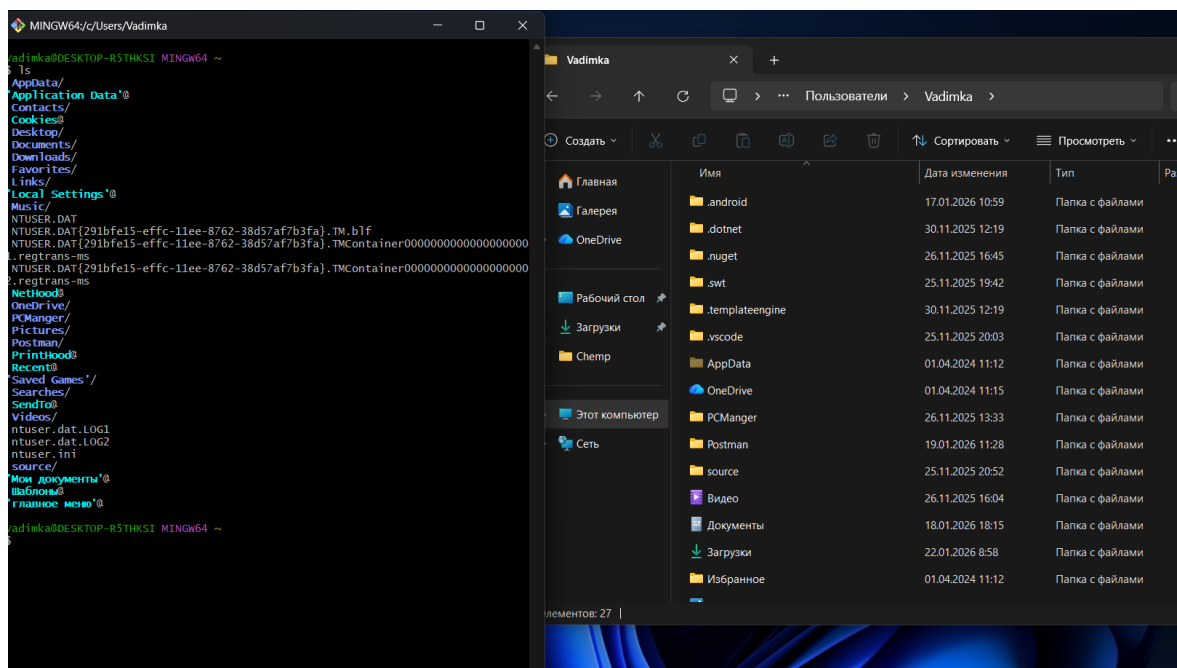 MINGW64:/c/Users/Vadimka
Vadimka@DESKTOP-R5THKSI MINGW64 ~
$ ls
AppData/
'Application Data'@
Contacts/
Cookies@
Desktop/
Documents/
Downloads/
Favorites/
Links/
'Local Settings'@
Music/
NTUSER.DAT
NTUSER.DAT{291bfe15-effc-11ee-8762-38d57af7b3fa}.TM.blf
NTUSER.DAT{291bfe15-effc-11ee-8762-38d57af7b3fa}.TMContainer0000000000000000000
1.regtrans-ms
NTUSER.DAT{291bfe15-effc-11ee-8762-38d57af7b3fa}.TMContainer0000000000000000000
2.regtrans-ms
NetHood@
OneDrive/
PCManger/
Pictures/
Postman/
PrintHood@
Recent@
'Saved Games'/
Searches/
SendTo@
Videos/
ntuser.dat.LOG1
ntuser.dat.LOG2
ntuser.ini
source/
'Мои документы'@
Шаблоны@
'главное меню'@
Vadimka@DESKTOP-R5THKSI MINGW64 ~
$
Vadimka
Пользователи > Vadimka >
Создать
Сортировать
Просмотреть
Главная
Галерея
OneDrive
Рабочий стол
Загрузки
Chemp
Этот компьютер
Сеть
Имя Дата изменения Тип Ра
.android 17.01.2026 10:59 Папка с файлами
.dotnet 30.11.2025 12:19 Папка с файлами
.nuget 26.11.2025 16:45 Папка с файлами
.swt 25.11.2025 19:42 Папка с файлами
.templateengine 30.11.2025 12:19 Папка с файлами
.vscode 25.11.2025 20:03 Папка с файлами
AppData 01.04.2024 11:12 Папка с файлами
OneDrive 01.04.2024 11:15 Папка с файлами
PCManger 26.11.2025 13:33 Папка с файлами
Postman 19.01.2026 11:28 Папка с файлами
source 25.11.2025 20:52 Папка с файлами
Видео 26.11.2025 16:04 Папка с файлами
Документы 18.01.2026 18:15 Папка с файлами
Загрузки 22.01.2026 8:58 Папка с файлами
Избранное 01.04.2024 11:12 Папка с файлами
лементов: 27